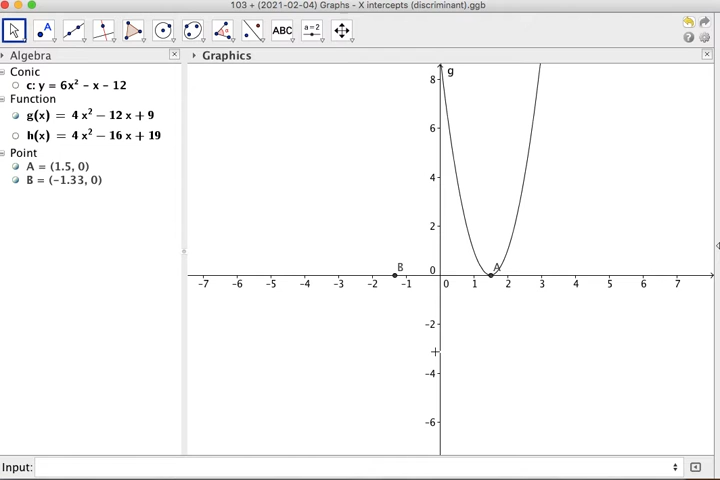 103 + (2021-02-04) Graphs - X intercepts (discriminant).ggb
A
ABC
a=2
Algebra
Graphics
Conic
c: y = 6x² − x − 12
Function
g(x) = 4 x² − 12 x + 9
h(x) = 4 x² − 16 x + 19
Point
A = (1.5, 0)
B = (−1.33, 0)
g
8
6
4
2
0
B
A
-7 -6 -5 -4 -3 -2 -1 0 1 2 3 4 5 6 7
-2
-4
-6
Input: